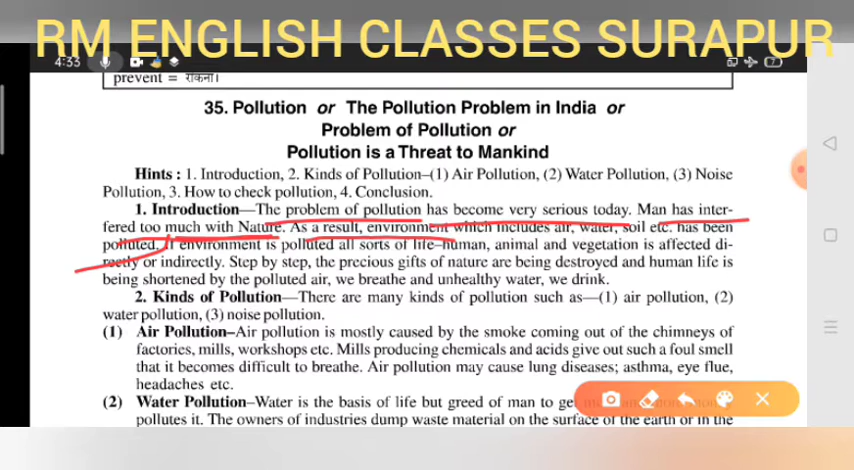 RM ENGLISH CLASSES SURAPUR
4:33
prevent = रोकना।
35. Pollution or The Pollution Problem in India or
Problem of Pollution or
Pollution is a Threat to Mankind
Hints : 1. Introduction, 2. Kinds of Pollution–(1) Air Pollution, (2) Water Pollution, (3) Noise
Pollution, 3. How to check pollution, 4. Conclusion.
1. Introduction—The problem of pollution has become very serious today. Man has inter-
fered too much with Nature. As a result, environment which includes air, water, soil etc. has been
polluted. If environment is polluted all sorts of life–human, animal and vegetation is affected di-
rectly or indirectly. Step by step, the precious gifts of nature are being destroyed and human life is
being shortened by the polluted air, we breathe and unhealthy water, we drink.
2. Kinds of Pollution—There are many kinds of pollution such as—(1) air pollution, (2)
water pollution, (3) noise pollution.
(1) Air Pollution–Air pollution is mostly caused by the smoke coming out of the chimneys of
factories, mills, workshops etc. Mills producing chemicals and acids give out such a foul smell
that it becomes difficult to breathe. Air pollution may cause lung diseases; asthma, eye flue,
headaches etc.
(2) Water Pollution–Water is the basis of life but greed of man to ge
pollutes it. The owners of industries dump waste material on the surface of the earth or in the